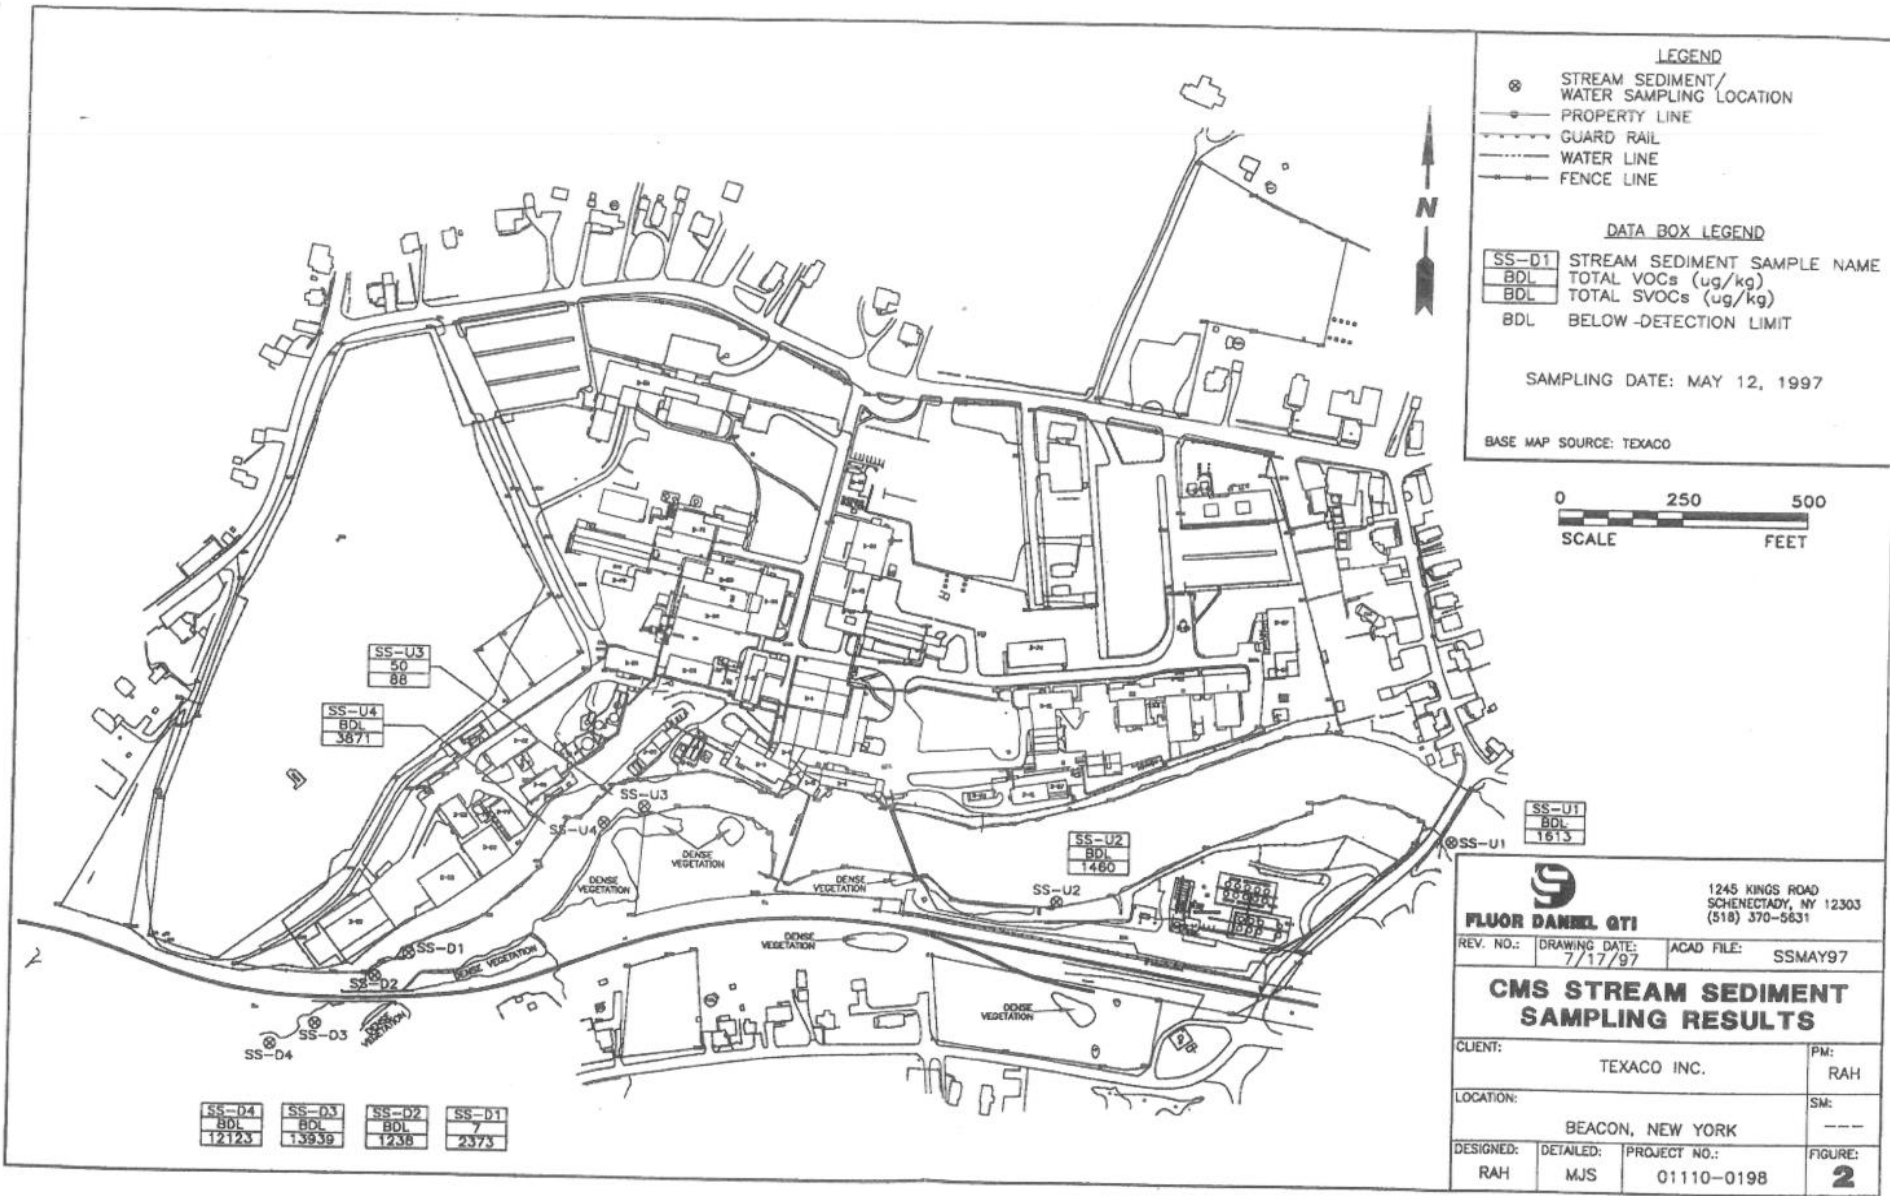 LEGEND
STREAM SEDIMENT/
WATER SAMPLING LOCATION
PROPERTY LINE
GUARD RAIL
WATER LINE
FENCE LINE
N
DATA BOX LEGEND
SS-D1 STREAM SEDIMENT SAMPLE NAME
BDL TOTAL VOCs (ug/kg)
BDL TOTAL SVOCs (ug/kg)
BDL BELOW-DETECTION LIMIT
SAMPLING DATE: MAY 12, 1997
BASE MAP SOURCE: TEXACO
0 250 500
SCALE FEET
SS-U3
50
88
SS-U4
BDL
3871
SS-U3
SS-U4
DENSE
VEGETATION
DENSE
VEGETATION
DENSE
VEGETATION
SS-U2
BDL
1460
SS-U2
SS-U1
BDL
1613
SS-U1
SS-D1
SS-D2
DENSE VEGETATION
DENSE
VEGETATION
DENSE
VEGETATION
DENSE
VEGETATION
SS-D3
SS-D4
SS-D4
BDL
12123
SS-D3
BDL
13939
SS-D2
BDL
1238
SS-D1
7
2373
FLUOR DANIEL GTI
1245 KINGS ROAD
SCHENECTADY, NY 12303
(518) 370-5631
REV. NO.: DRAWING DATE: ACAD FILE: SSMAY97
7/17/97
CMS STREAM SEDIMENT
SAMPLING RESULTS
CLIENT: PM:
TEXACO INC. RAH
LOCATION: SM:
BEACON, NEW YORK ---
DESIGNED: DETAILED: PROJECT NO.: FIGURE:
RAH MJS 01110-0198 2